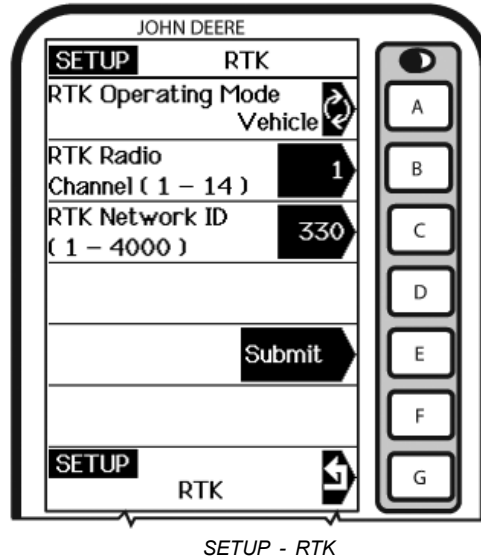 JOHN DEERE
SETUP RTK
RTK Operating Mode
Vehicle
A
RTK Radio
Channel ( 1 – 14 ) 1
B
RTK Network ID
( 1 – 4000 ) 330
C
D
Submit
E
F
SETUP
RTK
G
SETUP - RTK